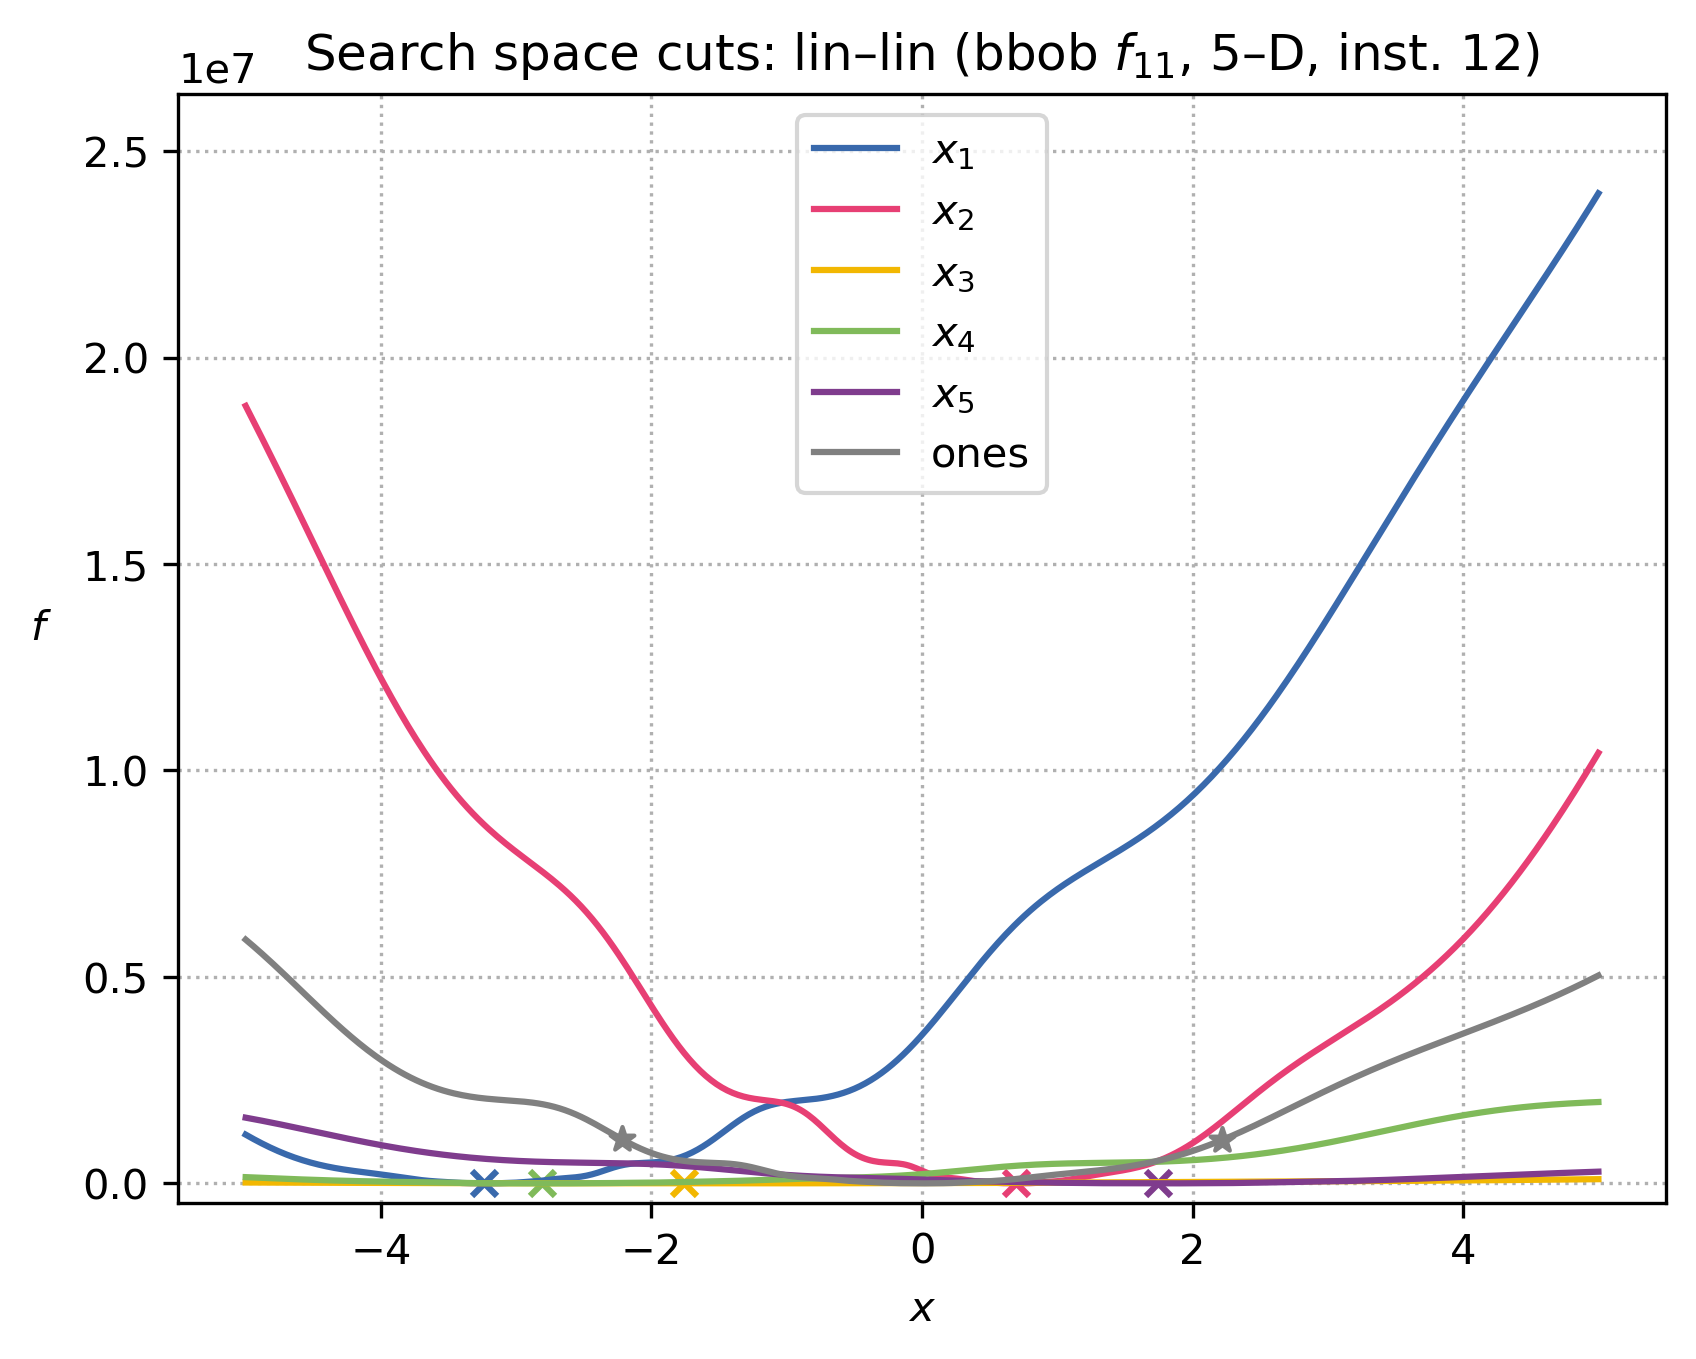 Search space cuts: lin–lin (bbob f₁₁, 5–D, inst. 12)
1e7
2.5
2.0
1.5
1.0
0.5
0.0
f
x₁
x₂
x₃
x₄
x₅
ones
−4
−2
0
2
4
x